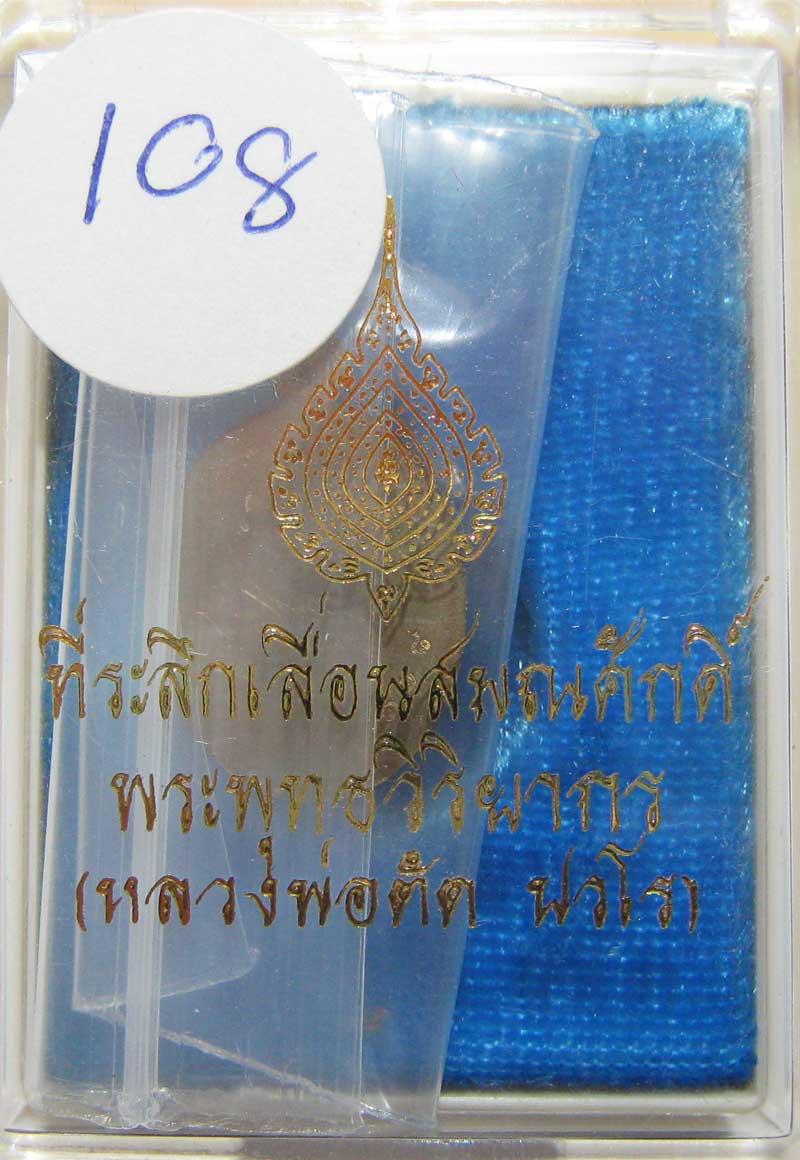 108
ที่ระลึกเลื่อนสมณศักดิ์
พระพุทธวิริยากร
(หลวงพ่อตัด ปวโร)